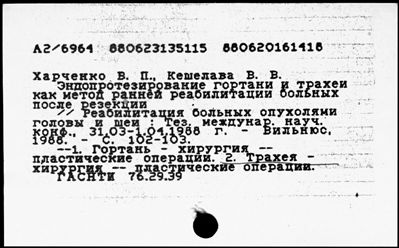 А2/6964 880623135115 880620161418
Харченко В. П., Кешелава В. В.
Эндопротезирование гортани и трахеи
как метод ранней реабилитации больных
после резекции
// Реабилитация больных опухолями
головы и шеи : Тез. междунар. науч.
конф., 31.03-1.04.1988 г. - Вильнюс,
1988. - С. 102-103.
--1. Гортань - хирургия --
пластические операции. 2. Трахея -
хирургия -- пластические операции.
ГАСНТИ 76.29.39